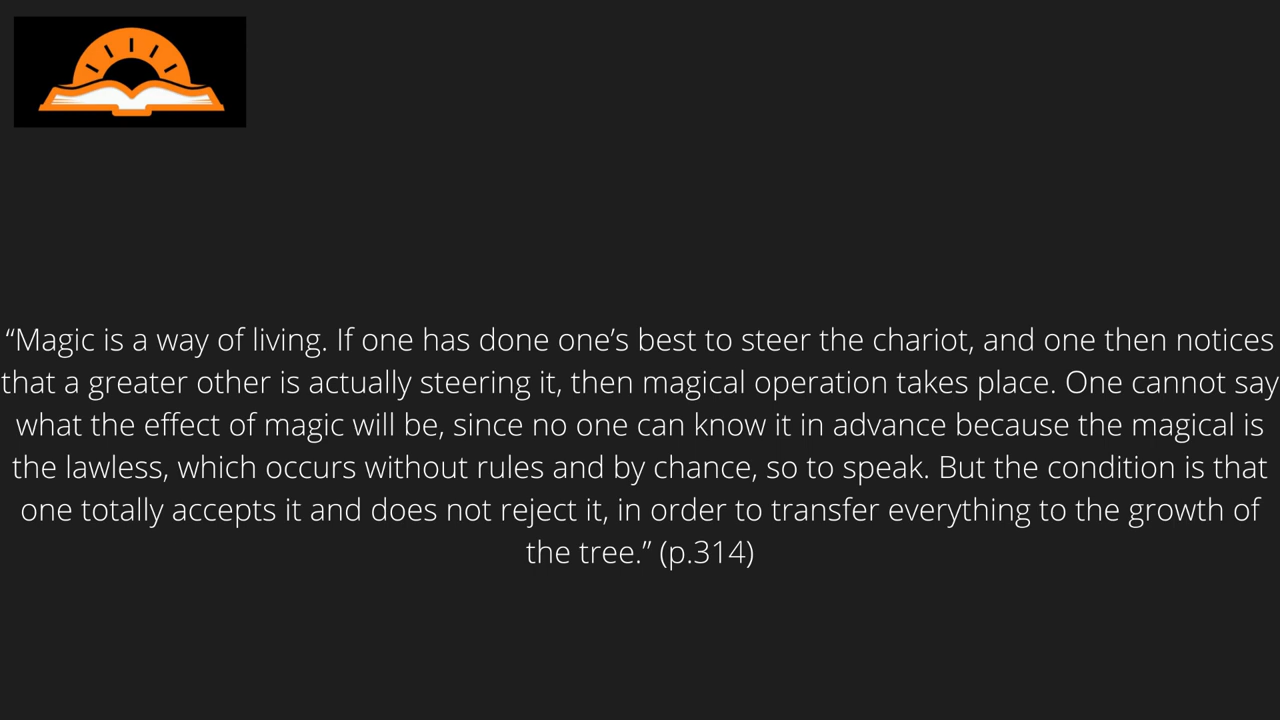 “Magic is a way of living. If one has done one’s best to steer the chariot, and one then notices
that a greater other is actually steering it, then magical operation takes place. One cannot say
what the effect of magic will be, since no one can know it in advance because the magical is
the lawless, which occurs without rules and by chance, so to speak. But the condition is that
one totally accepts it and does not reject it, in order to transfer everything to the growth of
the tree.” (p.314)